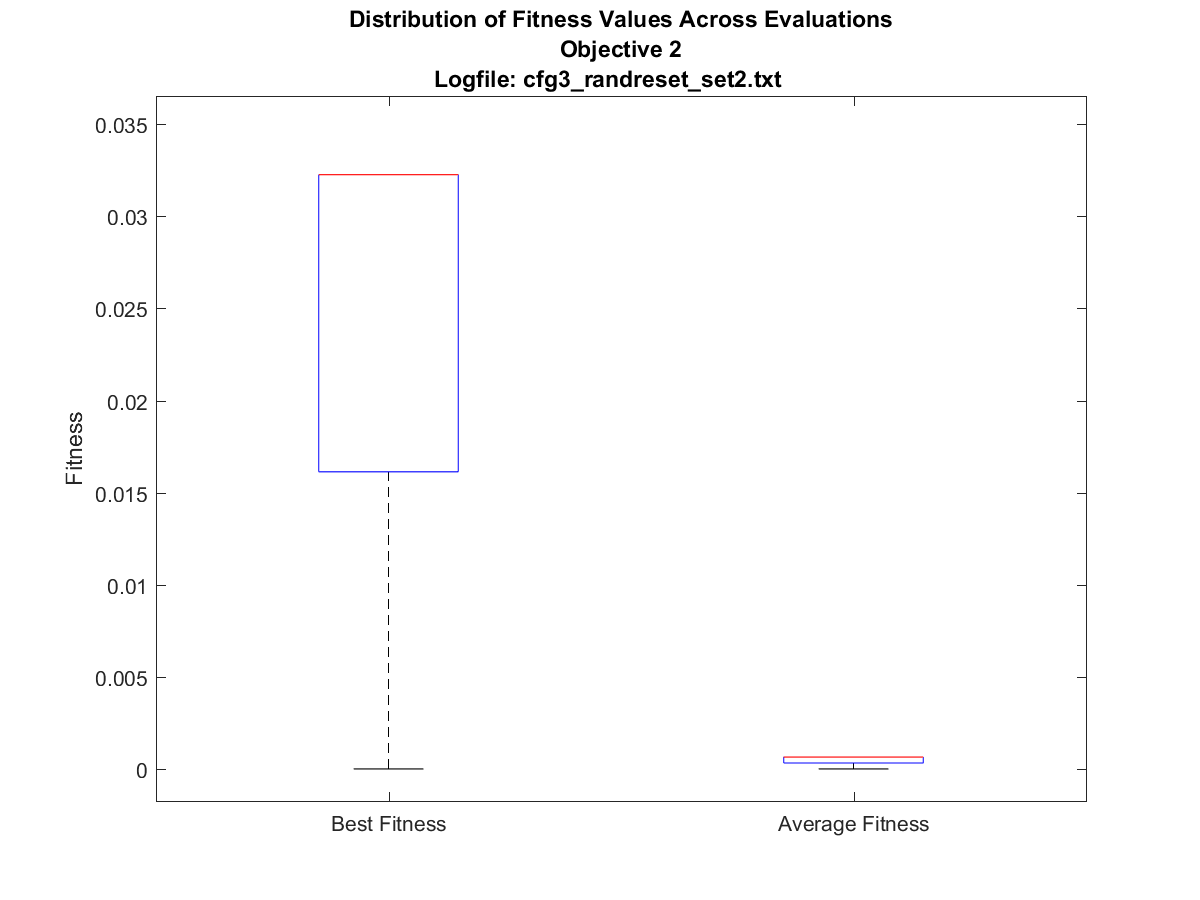 Distribution of Fitness Values Across Evaluations
Objective 2
Logfile: cfg3_randreset_set2.txt
0.035
0.03
0.025
0.02
0.015
0.01
0.005
0
Fitness
Best Fitness
Average Fitness